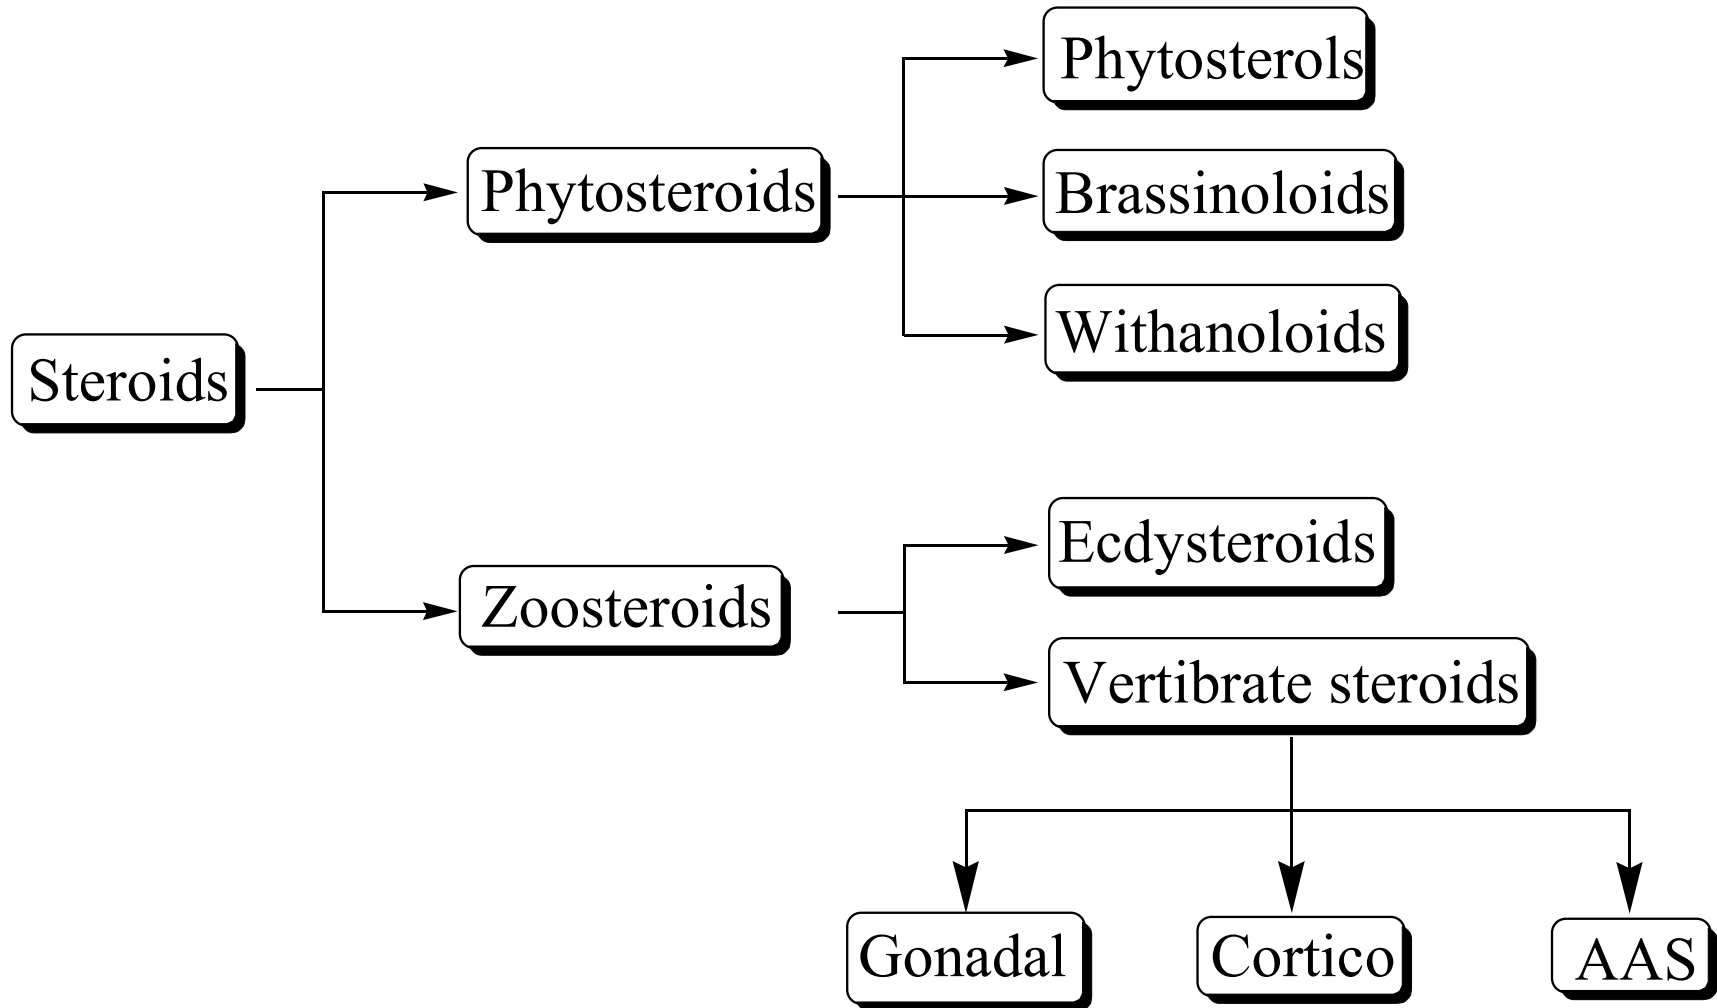 Phytosterols
Phytosteroids
Brassinoloids
Withanoloids
Steroids
Ecdysteroids
Zoosteroids
Vertibrate steroids
Gonadal
Cortico
AAS